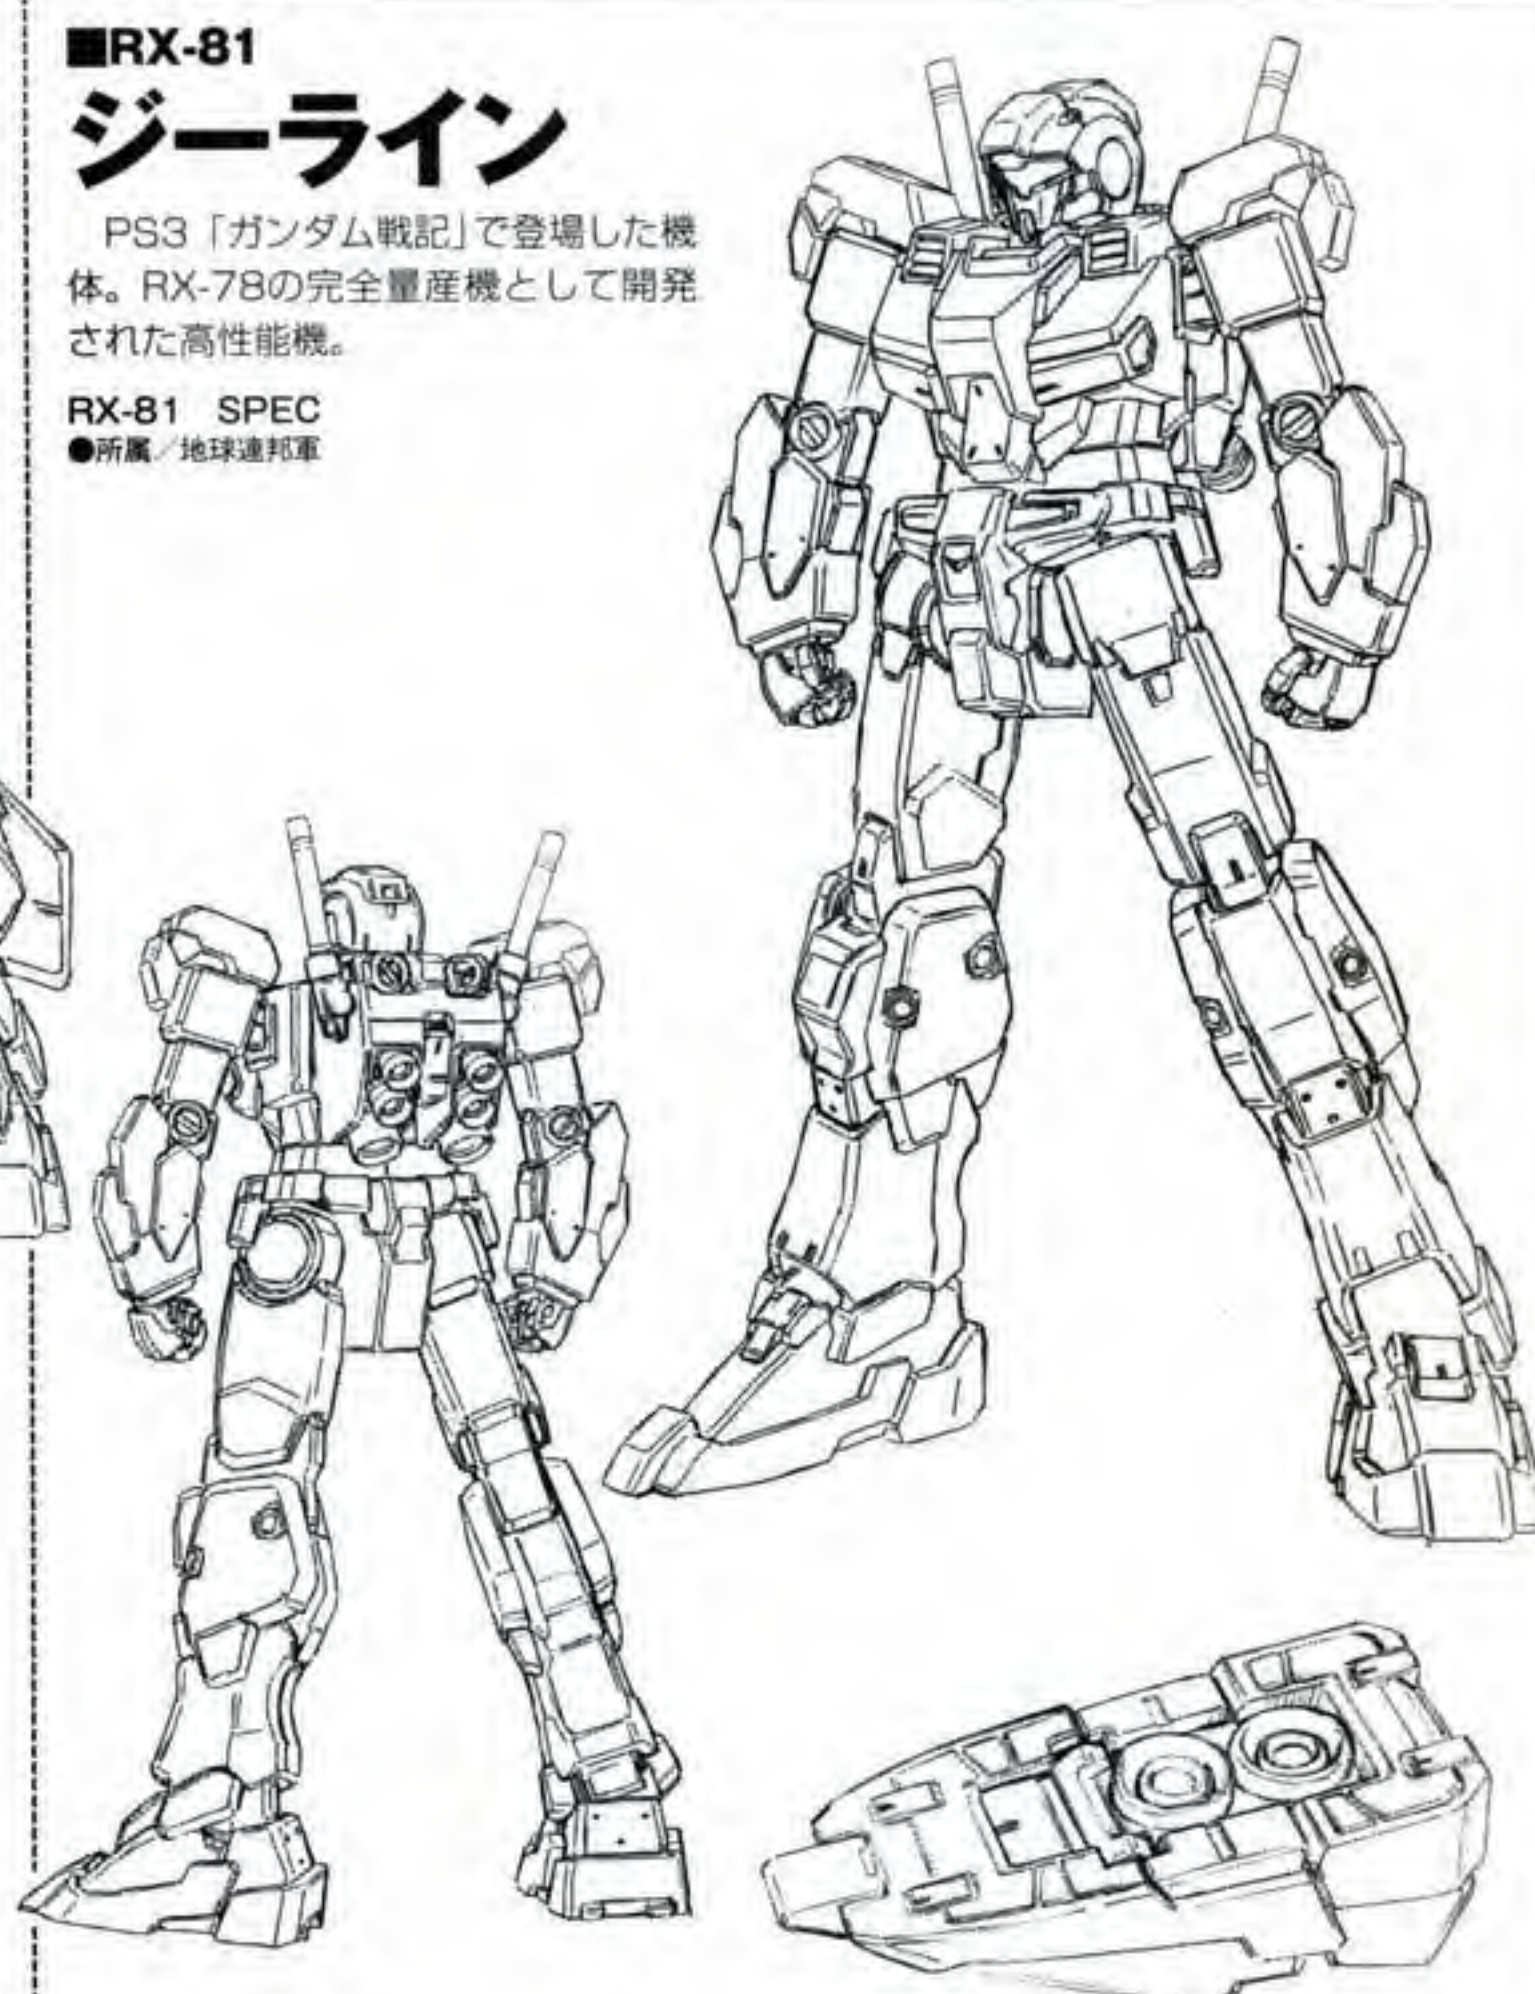 ■RX-81
ジーライン
PS3「ガンダム戦記」で登場した機
体。RX-78の完全量産機として開発
された高性能機。
RX-81 SPEC
●所属／地球連邦軍